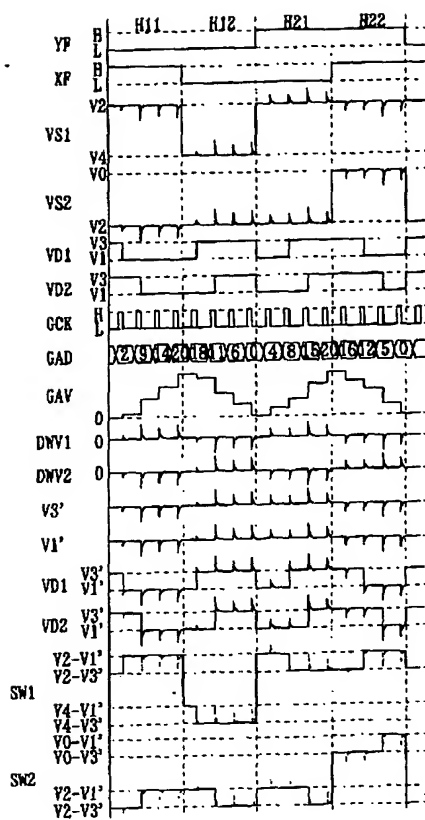 H11 H12 H21 H22
YF H
L
XF H
L
V2
VS1
V4
V0
VS2
V2
VD1 V3
V1
VD2 V3
V1
GCK H
L
GAD 2 9 14 20 18 11 6 0 4 8 15 20 16 12 5 0
GAV
0
DWV1 0
DWV2 0
V3'
V1'
VD1 V3'
V1'
VD2 V3'
V1'
V2-V1'
V2-V3'
SW1
V4-V1'
V4-V3'
V0-V1'
V0-V3'
SW2
V2-V1'
V2-V3'